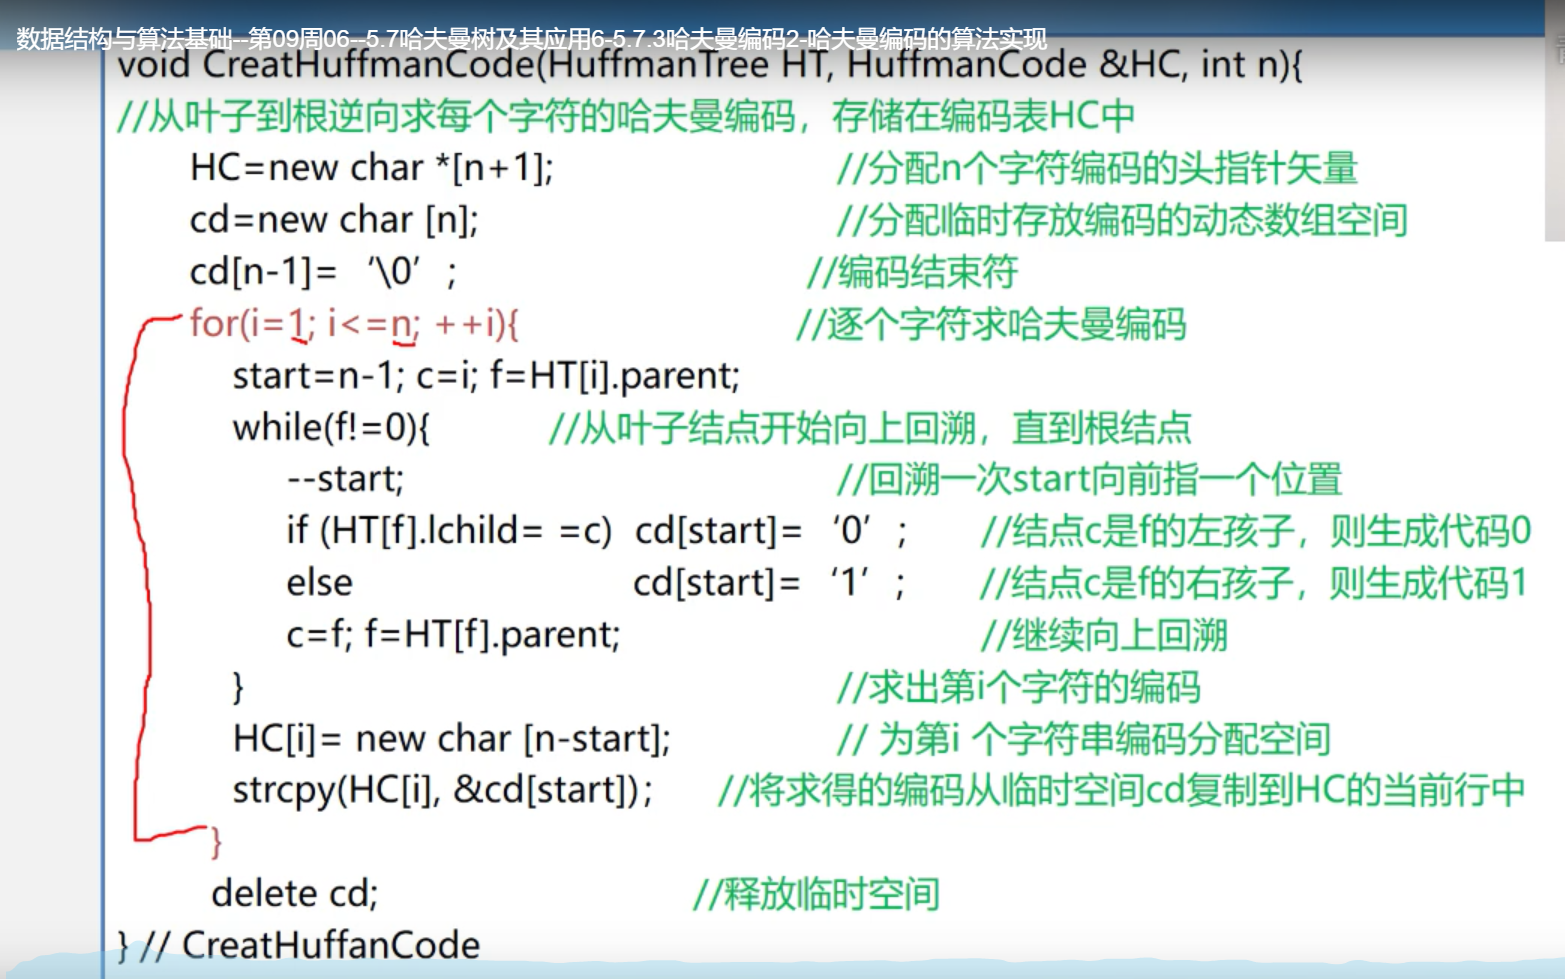 数据结构与算法基础--第09周06--5.7哈夫曼树及其应用6-5.7.3哈夫曼编码2-哈夫曼编码的算法实现
void CreatHuffmanCode(HuffmanTree HT, HuffmanCode &HC, int n){
//从叶子到根逆向求每个字符的哈夫曼编码，存储在编码表HC中
HC=new char *[n+1]; //分配n个字符编码的头指针矢量
cd=new char [n]; //分配临时存放编码的动态数组空间
cd[n-1]= ‘\0’ ; //编码结束符
for(i=1; i<=n; ++i){ //逐个字符求哈夫曼编码
start=n-1; c=i; f=HT[i].parent;
while(f!=0){ //从叶子结点开始向上回溯，直到根结点
--start; //回溯一次start向前指一个位置
if (HT[f].lchild= =c) cd[start]= ‘0’ ; //结点c是f的左孩子，则生成代码0
else cd[start]= ‘1’ ; //结点c是f的右孩子，则生成代码1
c=f; f=HT[f].parent; //继续向上回溯
} //求出第i个字符的编码
HC[i]= new char [n-start]; // 为第i 个字符串编码分配空间
strcpy(HC[i], &cd[start]); //将求得的编码从临时空间cd复制到HC的当前行中
}
delete cd; //释放临时空间
} // CreatHuffanCode